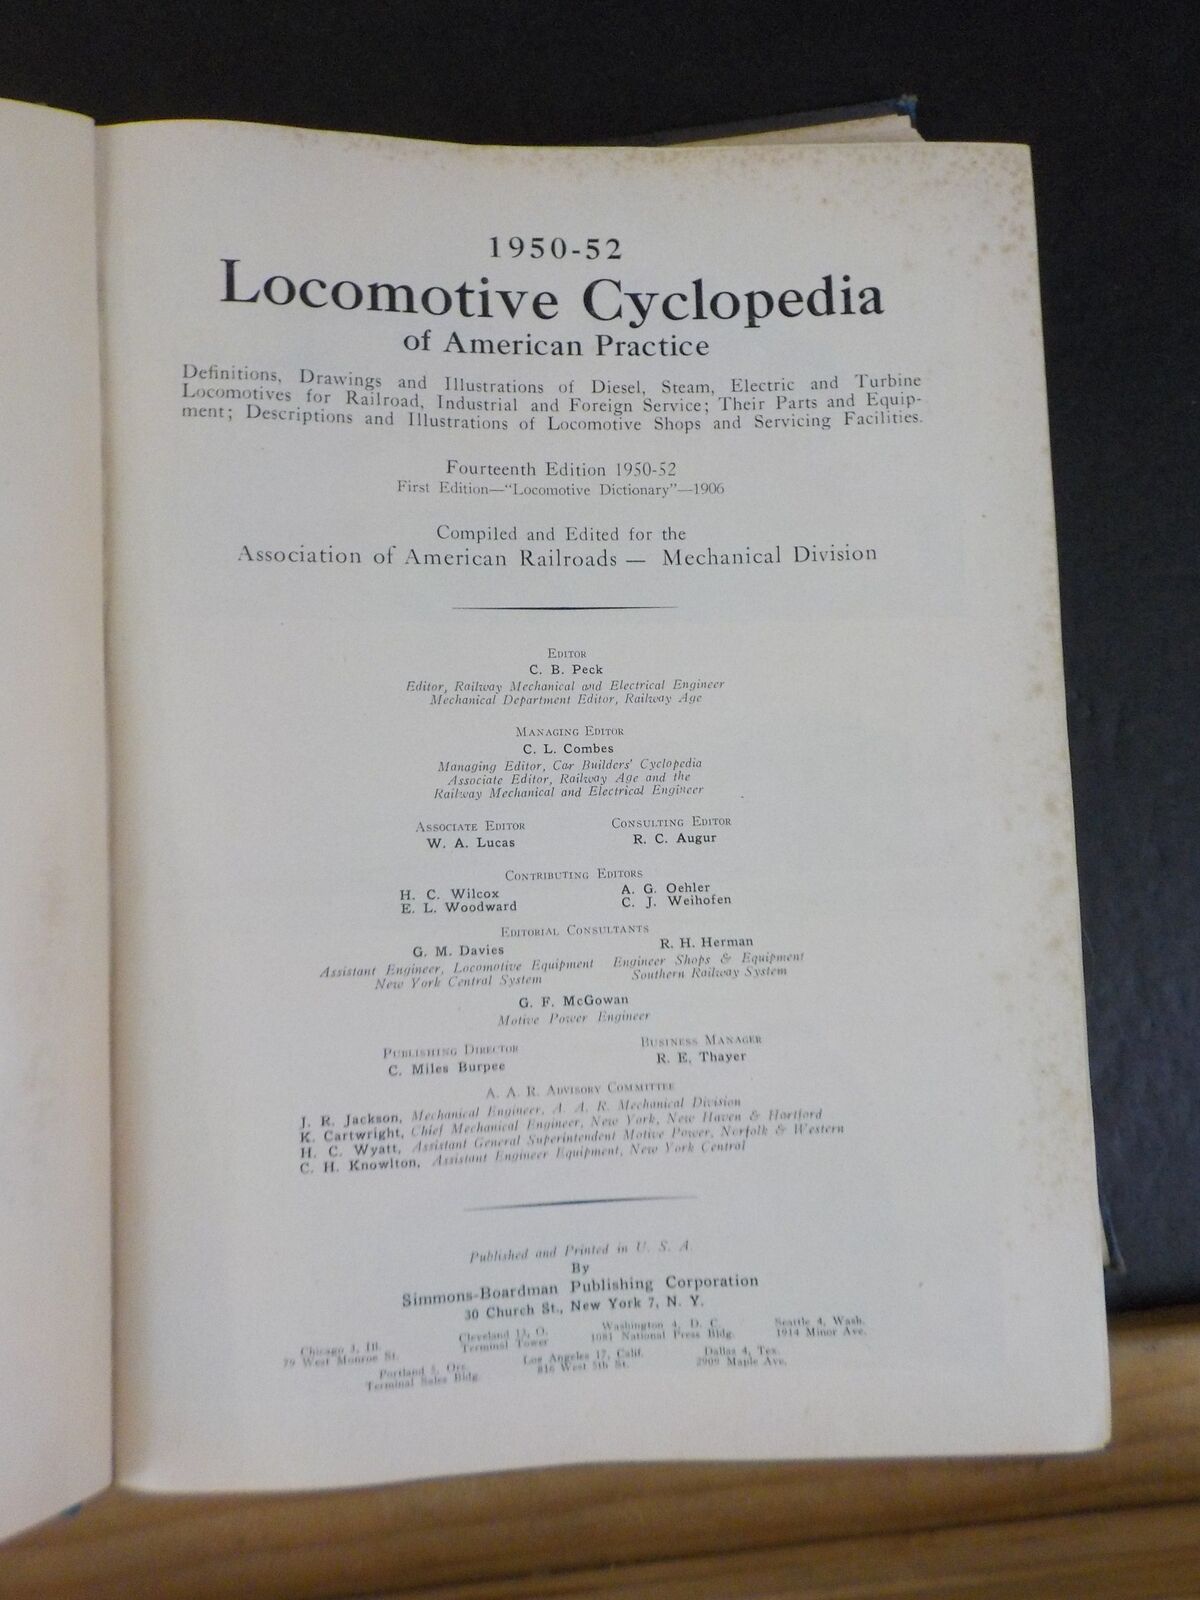 1950-52
Locomotive Cyclopedia
of American Practice
Definitions, Drawings and Illustrations of Diesel, Steam, Electric and Turbine
Locomotives for Railroad, Industrial and Foreign Service; Their Parts and Equip-
ment; Descriptions and Illustrations of Locomotive Shops and Servicing Facilities.
Fourteenth Edition 1950-52
First Edition—"Locomotive Dictionary"—1906
Compiled and Edited for the
Association of American Railroads — Mechanical Division
EDITOR
C. B. Peck
Editor, Railway Mechanical and Electrical Engineer
Mechanical Department Editor, Railway Age
MANAGING EDITOR
C. L. Combes
Managing Editor, Car Builders' Cyclopedia
Associate Editor, Railway Age and the
Railway Mechanical and Electrical Engineer
ASSOCIATE EDITOR CONSULTING EDITOR
W. A. Lucas R. C. Augur
CONTRIBUTING EDITORS
H. C. Wilcox A. G. Oehler
E. L. Woodward C. J. Weihofen
EDITORIAL CONSULTANTS
G. M. Davies R. H. Herman
Assistant Engineer, Locomotive Equipment Engineer Shops & Equipment
New York Central System Southern Railway System
G. F. McGowan
Motive Power Engineer
PUBLISHING DIRECTOR BUSINESS MANAGER
C. Miles Burpee R. E. Thayer
A. A. R. ADVISORY COMMITTEE
J. R. Jackson, Mechanical Engineer, A. A. R. Mechanical Division
K. Cartwright, Chief Mechanical Engineer, New York, New Haven & Hartford
H. C. Wyatt, Assistant General Superintendent Motive Power, Norfolk & Western
C. H. Knowlton, Assistant Engineer Equipment, New York Central
Published and Printed in U. S. A.
By
Simmons-Boardman Publishing Corporation
30 Church St., New York 7, N. Y.
Chicago 3, Ill. Cleveland 13, O. Washington 4, D. C. Seattle 4, Wash.
79 West Monroe St. Terminal Tower 1081 National Press Bldg. 1914 Minor Ave.
Portland 5, Ore. Los Angeles 17, Calif. Dallas 4, Tex.
Terminal Sales Bldg. 816 West 5th St. 2909 Maple Ave.